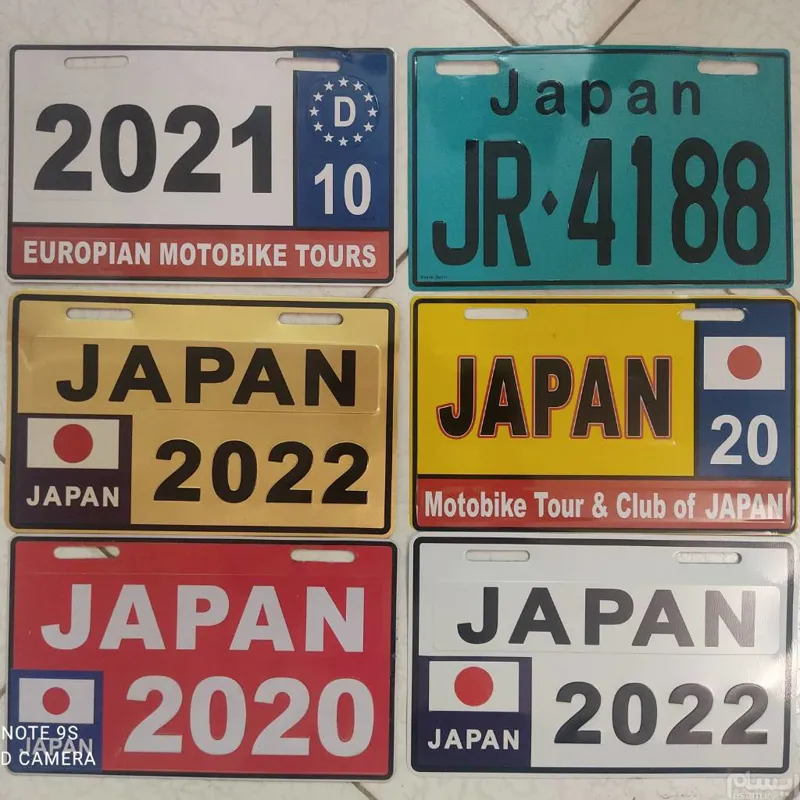 2021
D
10
EUROPIAN MOTOBIKE TOURS
Japan
JR·4188
JAPAN
JAPAN
2022
JAPAN
20
Motobike Tour & Club of JAPAN
JAPAN
JAPAN
2020
JAPAN
JAPAN
2022
NOTE 9S
D CAMERA
ایسام